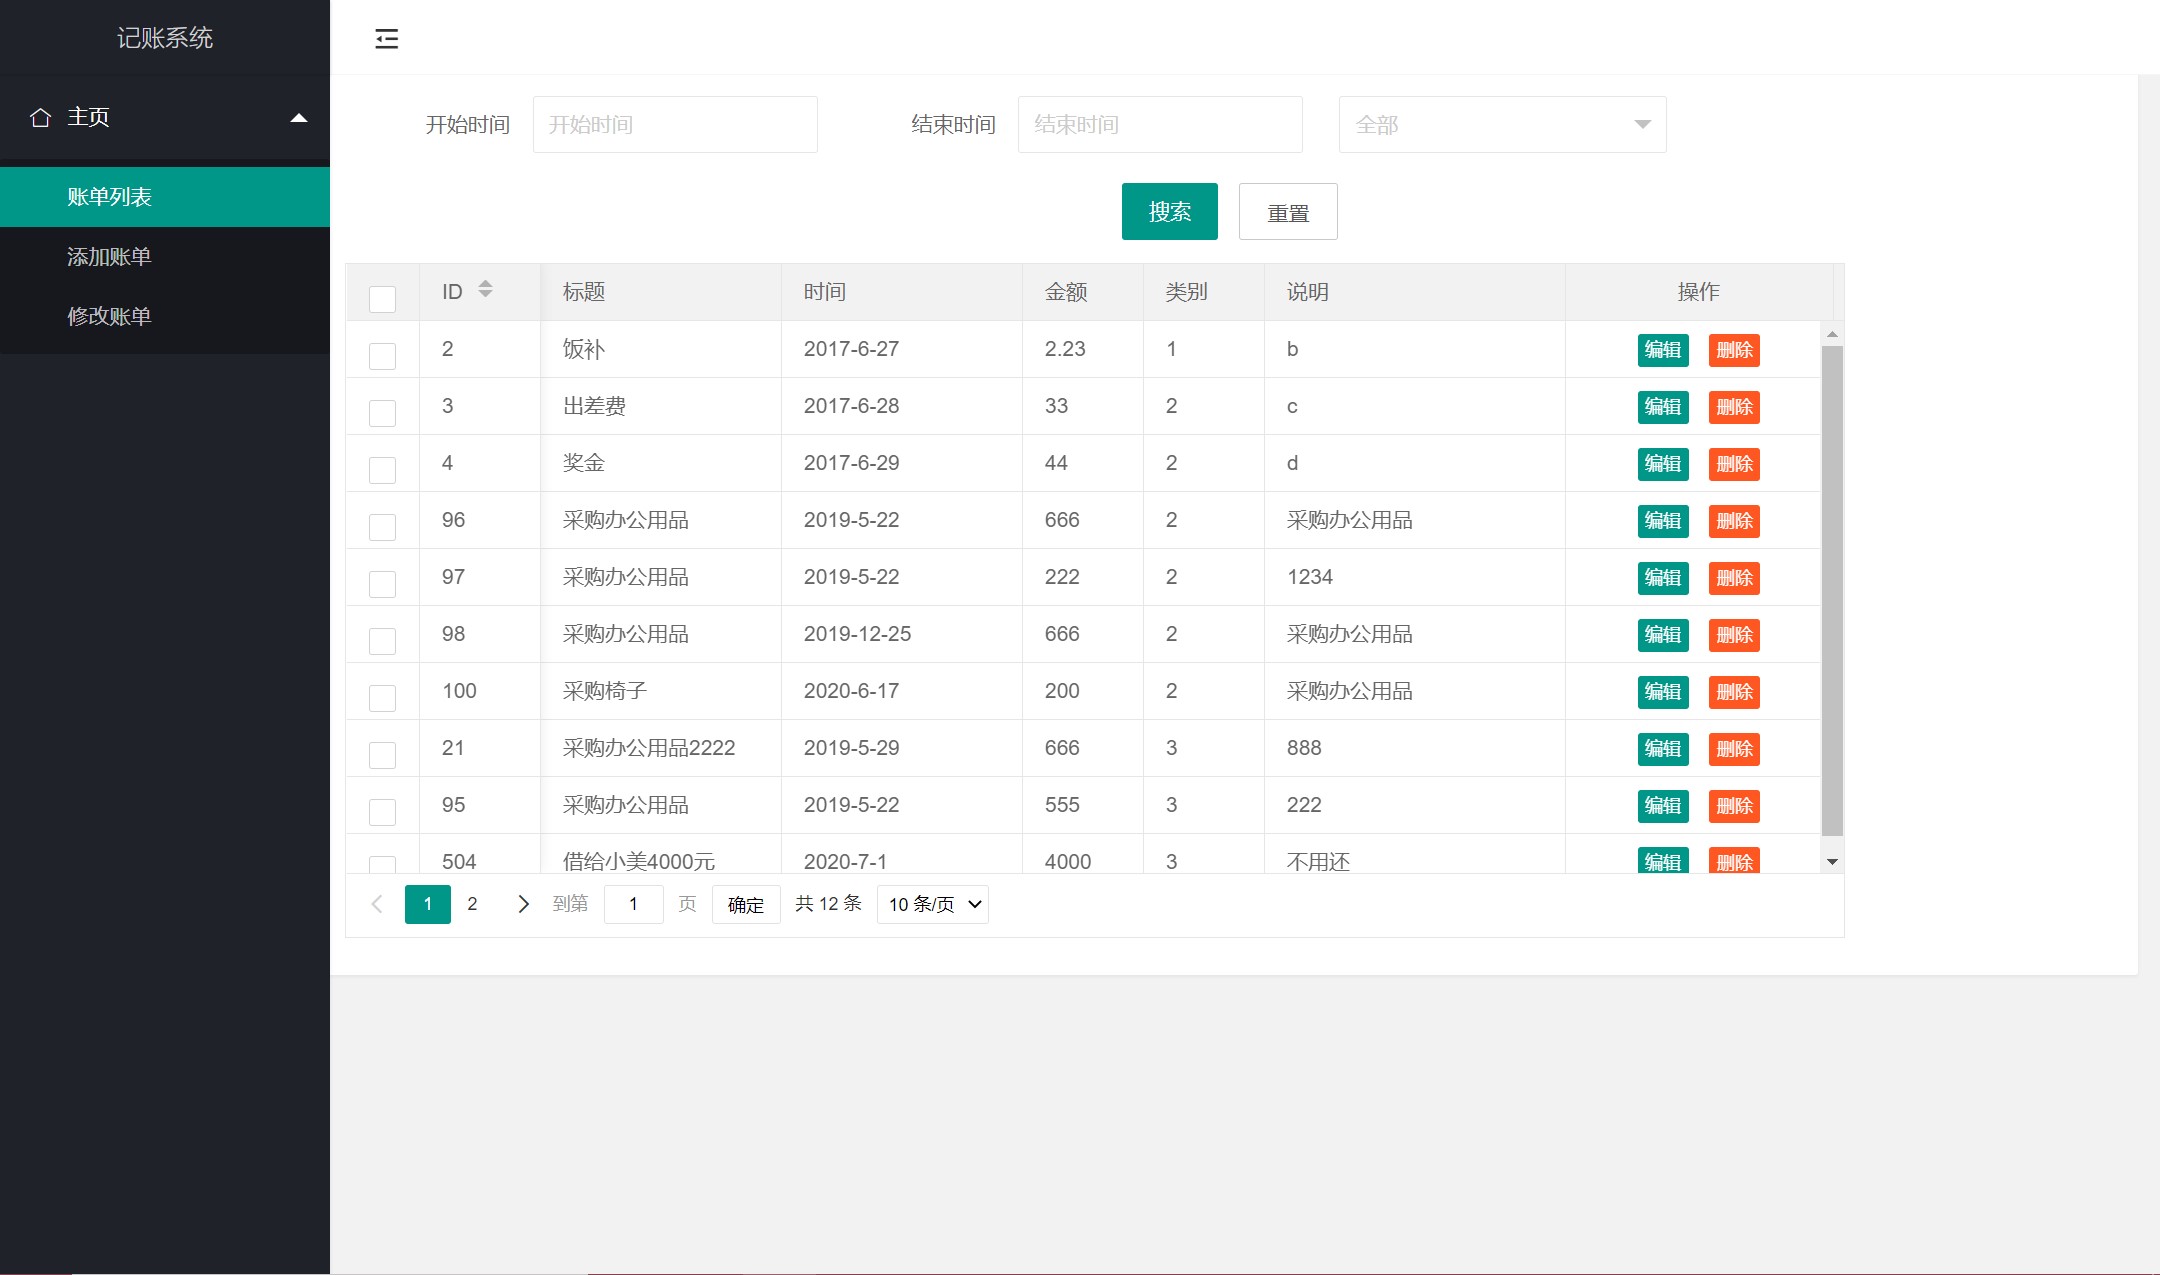 记账系统
主页
账单列表
添加账单
修改账单
开始时间 开始时间 结束时间 结束时间 全部
搜索 重置
ID 标题 时间 金额 类别 说明 操作
2 饭补 2017-6-27 2.23 1 b 编辑 删除
3 出差费 2017-6-28 33 2 c 编辑 删除
4 奖金 2017-6-29 44 2 d 编辑 删除
96 采购办公用品 2019-5-22 666 2 采购办公用品 编辑 删除
97 采购办公用品 2019-5-22 222 2 1234 编辑 删除
98 采购办公用品 2019-12-25 666 2 采购办公用品 编辑 删除
100 采购椅子 2020-6-17 200 2 采购办公用品 编辑 删除
21 采购办公用品2222 2019-5-29 666 3 888 编辑 删除
95 采购办公用品 2019-5-22 555 3 222 编辑 删除
504 借给小美4000元 2020-7-1 4000 3 不用还 编辑 删除
1 2 到第 1 页 确定 共 12 条 10 条/页